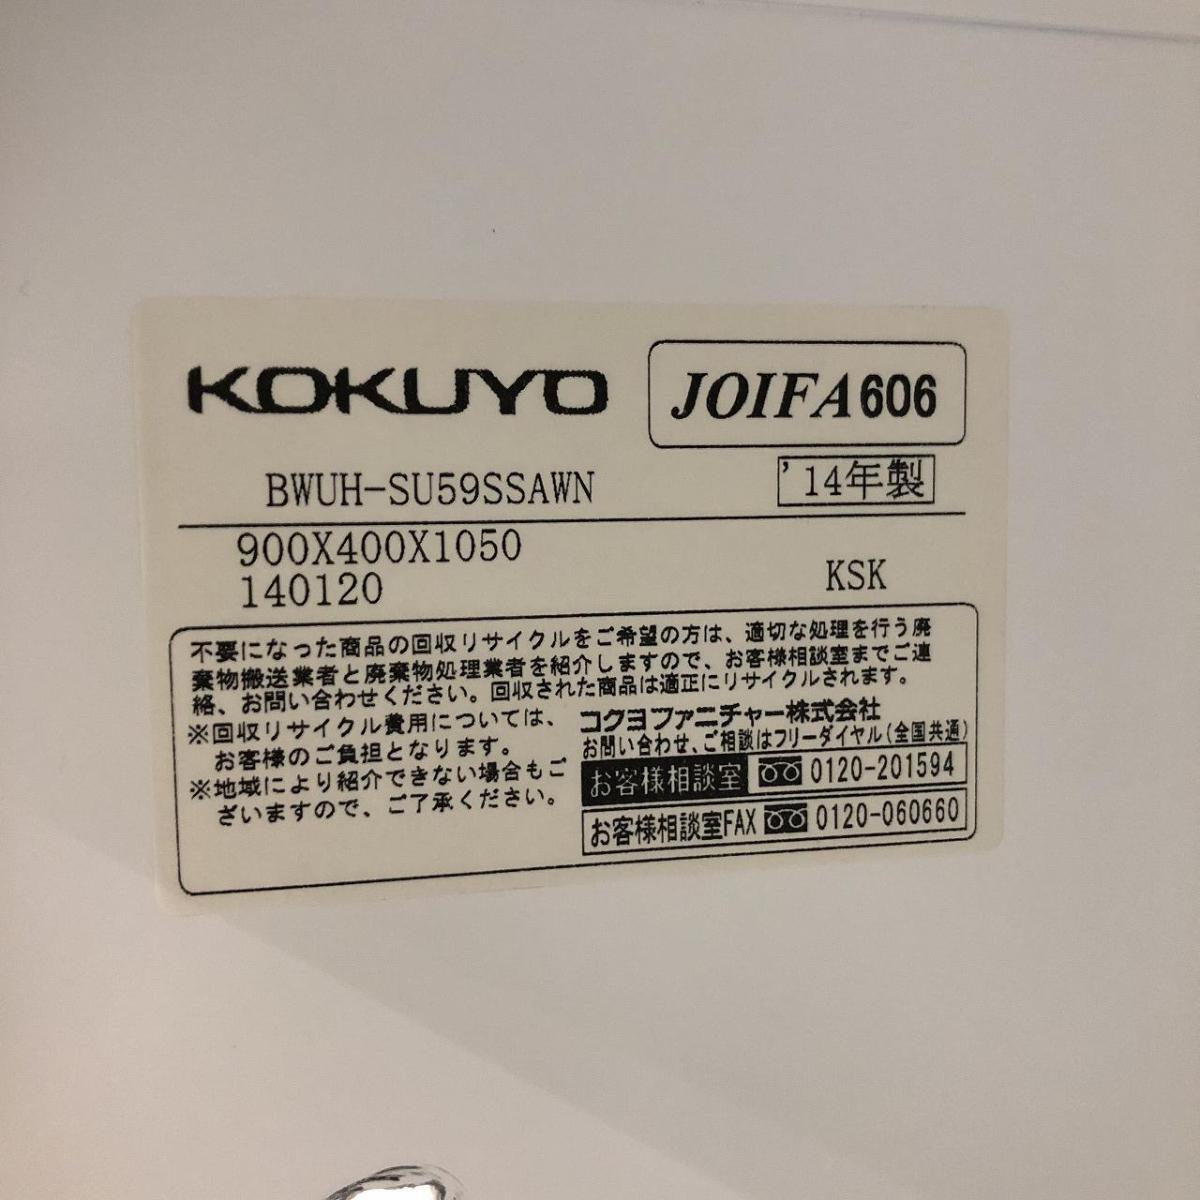 KOKUYO
JOIFA606
BWUH-SU59SSAWN
'14年製
900X400X1050
140120
KSK
不要になった商品の回収リサイクルをご希望の方は、適切な処理を行う廃
棄物搬送業者と廃棄物処理業者を紹介しますので、お客様相談室までご連
絡、お問い合わせください。回収された商品は適正にリサイクルされます。
※回収リサイクル費用については、
お客様のご負担となります。
※地域により紹介できない場合もご
ざいますので、ご了承ください。
コクヨファニチャー株式会社
お問い合わせ、ご相談はフリーダイヤル(全国共通)
お客様相談室 0120-201594
お客様相談室FAX 0120-060660